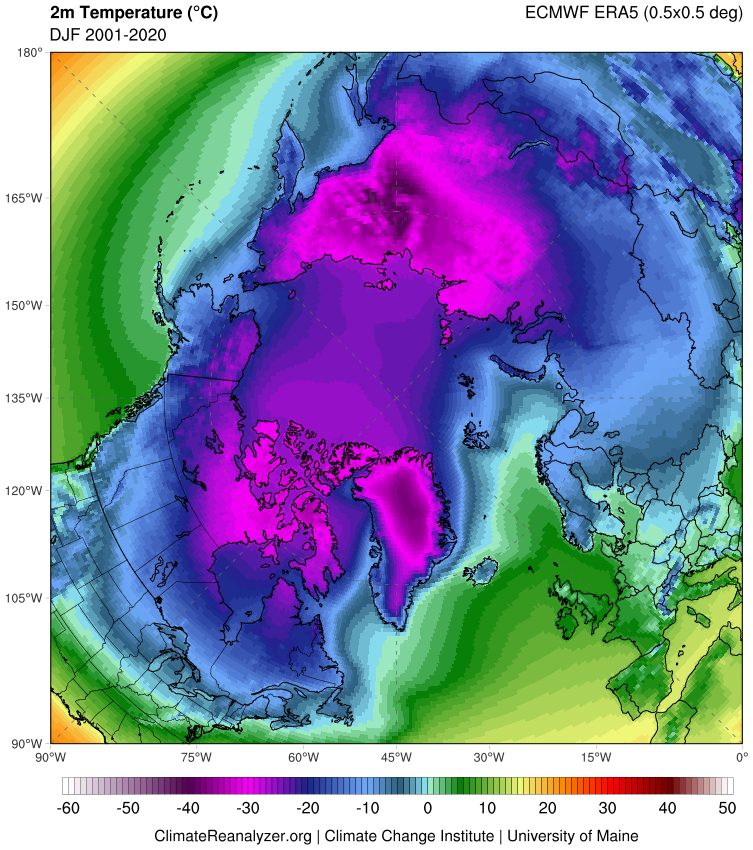 2m Temperature (°C) ECMWF ERA5 (0.5x0.5 deg)
DJF 2001-2020
180°
165°W
150°W
135°W
120°W
105°W
90°W
90°W 75°W 60°W 45°W 30°W 15°W 0°
-60 -50 -40 -30 -20 -10 0 10 20 30 40 50
ClimateReanalyzer.org | Climate Change Institute | University of Maine